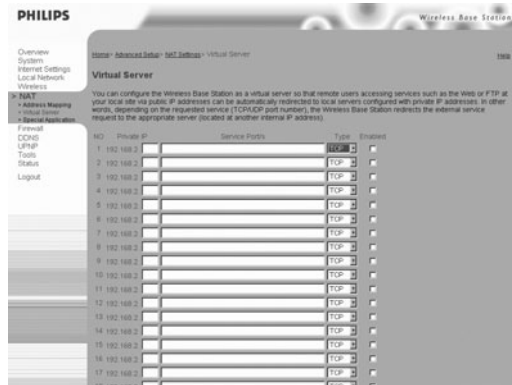 PHILIPS
Wireless Base Station
Overview
System
Internet Settings
Local Network
Wireless
> NAT
• Address Mapping
• Virtual Server
• Special Application
Firewall
DDNS
UPnP
Tools
Status
Logout
Home> Advanced Setup> NAT Settings> Virtual Server
Help
Virtual Server
You can configure the Wireless Base Station as a virtual server so that remote users accessing services such as the Web or FTP at
your local site via public IP addresses can be automatically redirected to local servers configured with private IP addresses. In other
words, depending on the requested service (TCP/UDP port number), the Wireless Base Station redirects the external service
request to the appropriate server (located at another internal IP address).
NO Private IP Service Port/s Type Enabled
1 192.168.2. TCP
2 192.168.2. TCP
3 192.168.2. TCP
4 192.168.2. TCP
5 192.168.2. TCP
6 192.168.2. TCP
7 192.168.2. TCP
8 192.168.2. TCP
9 192.168.2. TCP
10 192.168.2. TCP
11 192.168.2. TCP
12 192.168.2. TCP
13 192.168.2. TCP
14 192.168.2. TCP
15 192.168.2. TCP
16 192.168.2. TCP
17 192.168.2. TCP